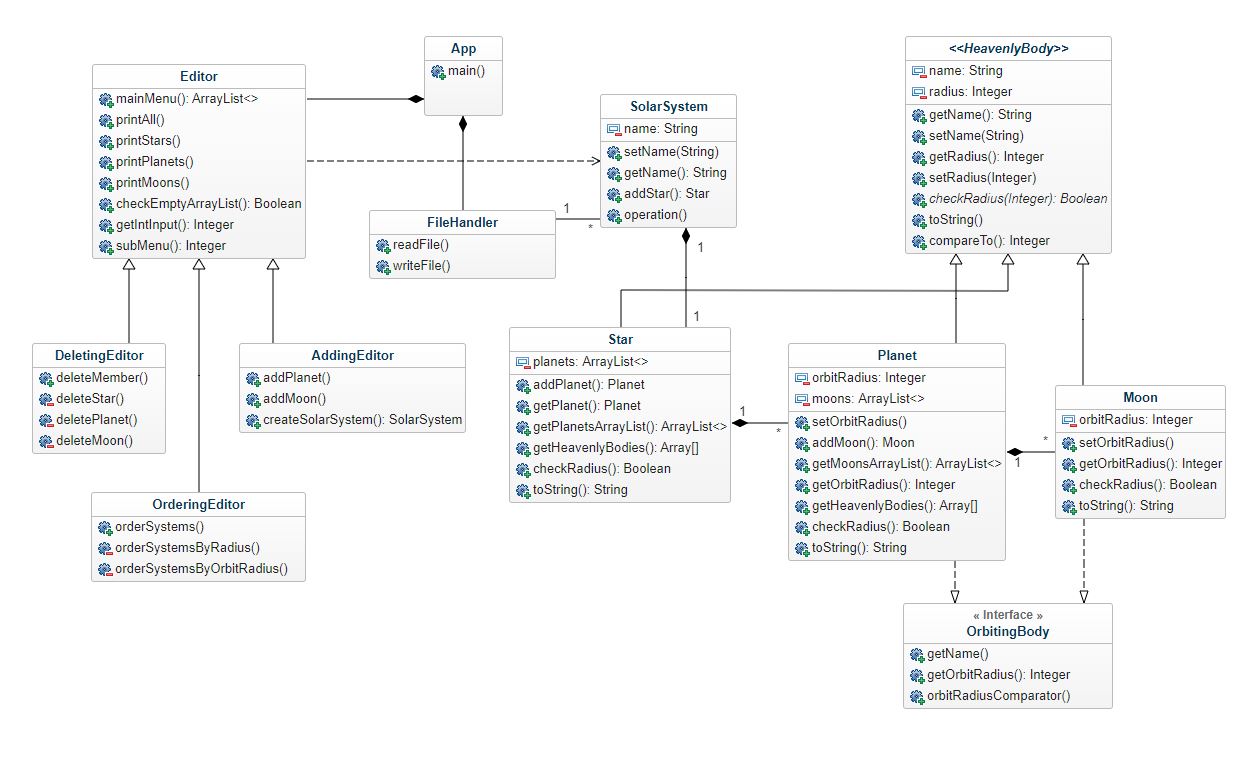 App
main()
Editor
mainMenu(): ArrayList<>
printAll()
printStars()
printPlanets()
printMoons()
checkEmptyArrayList(): Boolean
getIntInput(): Integer
subMenu(): Integer
SolarSystem
name: String
setName(String)
getName(): String
addStar(): Star
operation()
<<HeavenlyBody>>
name: String
radius: Integer
getName(): String
setName(String)
getRadius(): Integer
setRadius(Integer)
checkRadius(Integer): Boolean
toString()
compareTo(): Integer
FileHandler
readFile()
writeFile()
1
*
1
1
DeletingEditor
deleteMember()
deleteStar()
deletePlanet()
deleteMoon()
AddingEditor
addPlanet()
addMoon()
createSolarSystem(): SolarSystem
OrderingEditor
orderSystems()
orderSystemsByRadius()
orderSystemsByOrbitRadius()
Star
planets: ArrayList<>
addPlanet(): Planet
getPlanet(): Planet
getPlanetsArrayList(): ArrayList<>
getHeavenlyBodies(): Array[]
checkRadius(): Boolean
toString(): String
1
*
Planet
orbitRadius: Integer
moons: ArrayList<>
setOrbitRadius()
addMoon(): Moon
getMoonsArrayList(): ArrayList<>
getOrbitRadius(): Integer
getHeavenlyBodies(): Array[]
checkRadius(): Boolean
toString(): String
1
*
Moon
orbitRadius: Integer
setOrbitRadius()
getOrbitRadius(): Integer
checkRadius(): Boolean
toString(): String
« Interface »
OrbitingBody
getName()
getOrbitRadius(): Integer
orbitRadiusComparator()